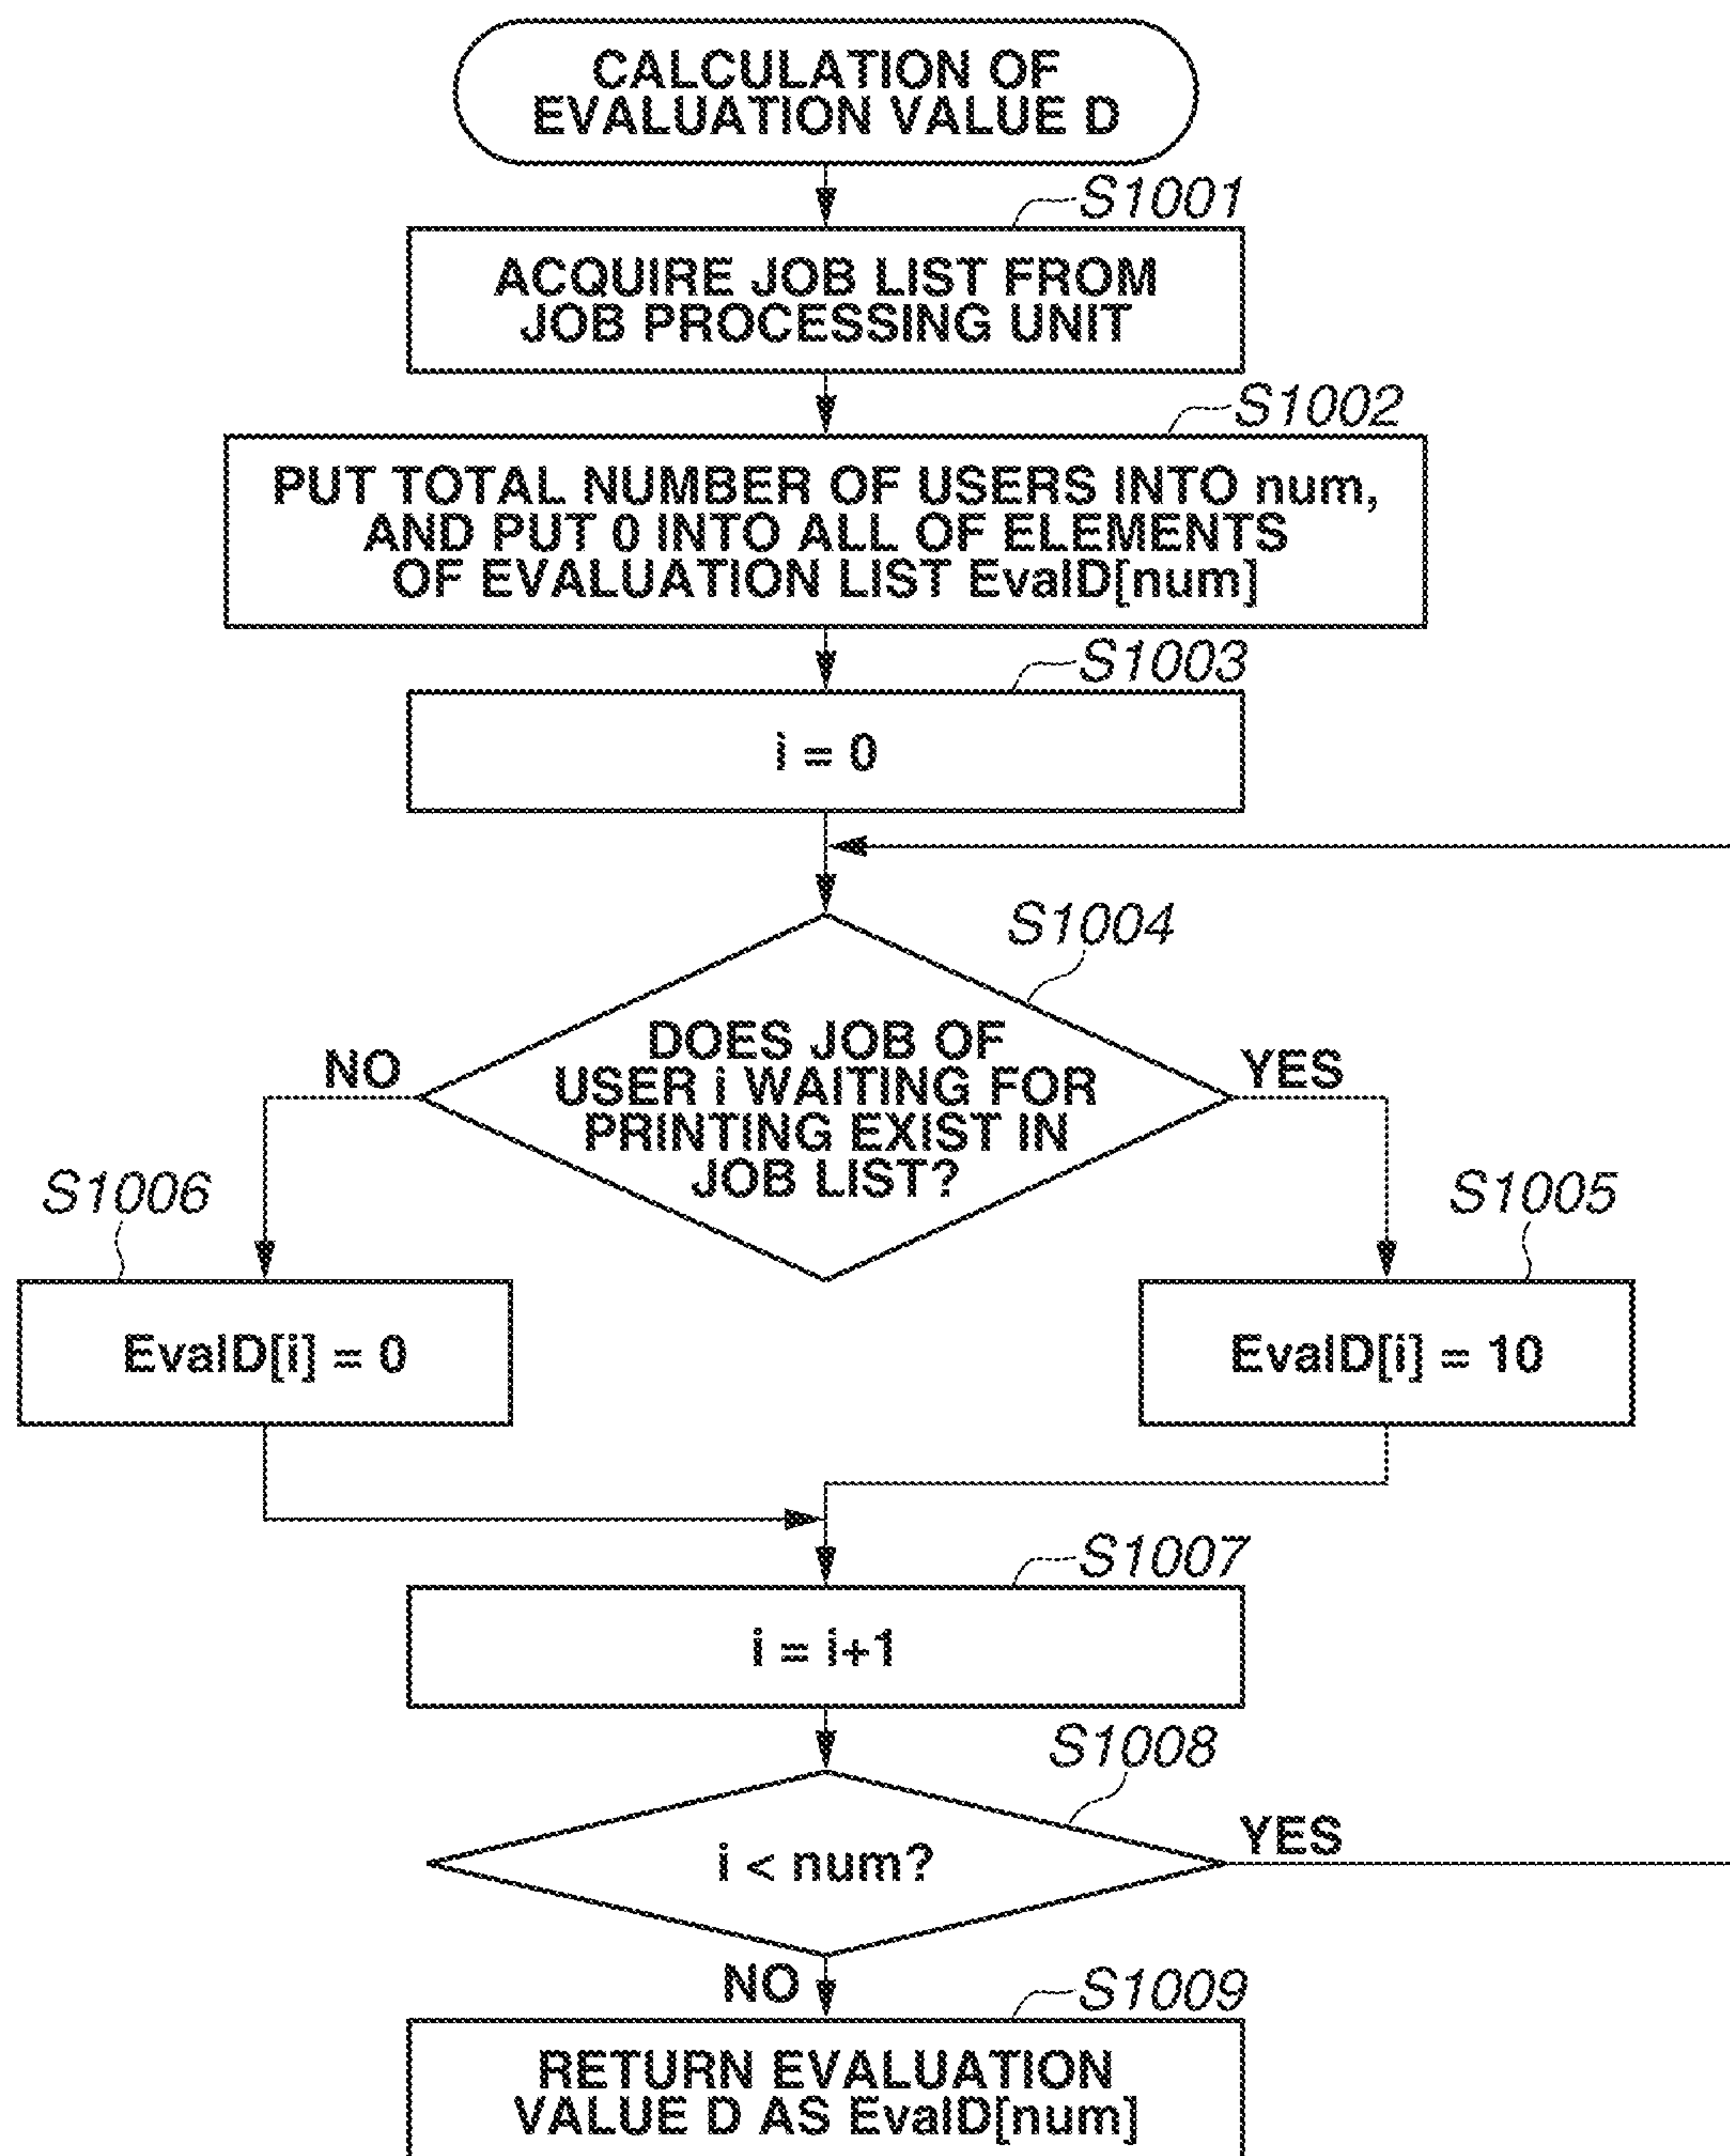 CALCULATION OF
EVALUATION VALUE D
S1001
ACQUIRE JOB LIST FROM
JOB PROCESSING UNIT
S1002
PUT TOTAL NUMBER OF USERS INTO num,
AND PUT 0 INTO ALL OF ELEMENTS
OF EVALUATION LIST EvalD[num]
S1003
i = 0
S1004
DOES JOB OF
USER i WAITING FOR
PRINTING EXIST IN
JOB LIST?
NO
YES
S1006
S1005
EvalD[i] = 0
EvalD[i] = 10
S1007
i = i+1
S1008
i < num?
YES
NO
S1009
RETURN EVALUATION
VALUE D AS EvalD[num]